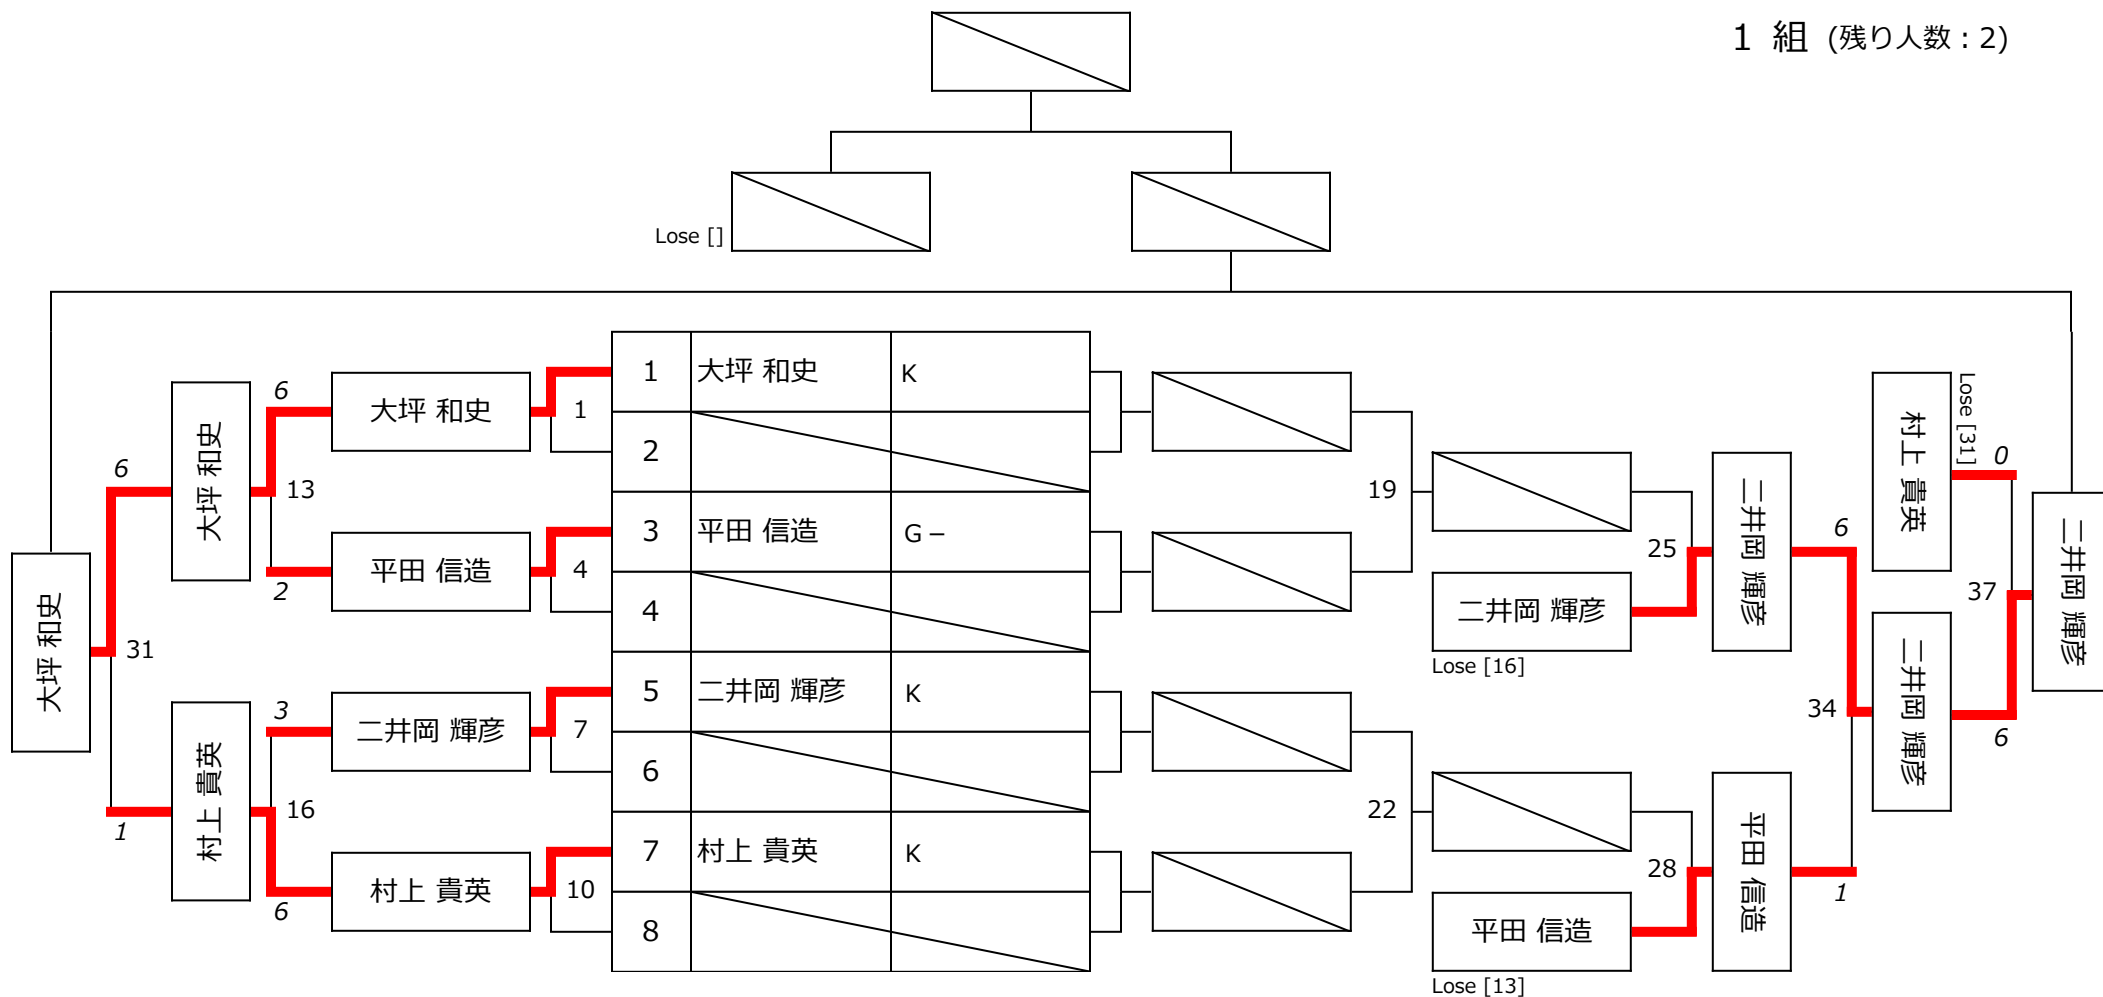 1 組 (残り人数：2)
Lose []
大坪 和史
6
1
31
大坪 和史
村上 貴英
6
2
13
3
6
16
大坪 和史
平田 信造
二井岡 輝彦
村上 貴英
1
4
7
10
1 大坪 和史 K
2
3 平田 信造 G－
4
5 二井岡 輝彦 K
6
7 村上 貴英 K
8
19
22
二井岡 輝彦
Lose [16]
平田 信造
Lose [13]
25
28
二井岡 輝彦
平田 信造
6
34
1
村上 貴英
Lose [31]
二井岡 輝彦
0
37
6
二井岡 輝彦